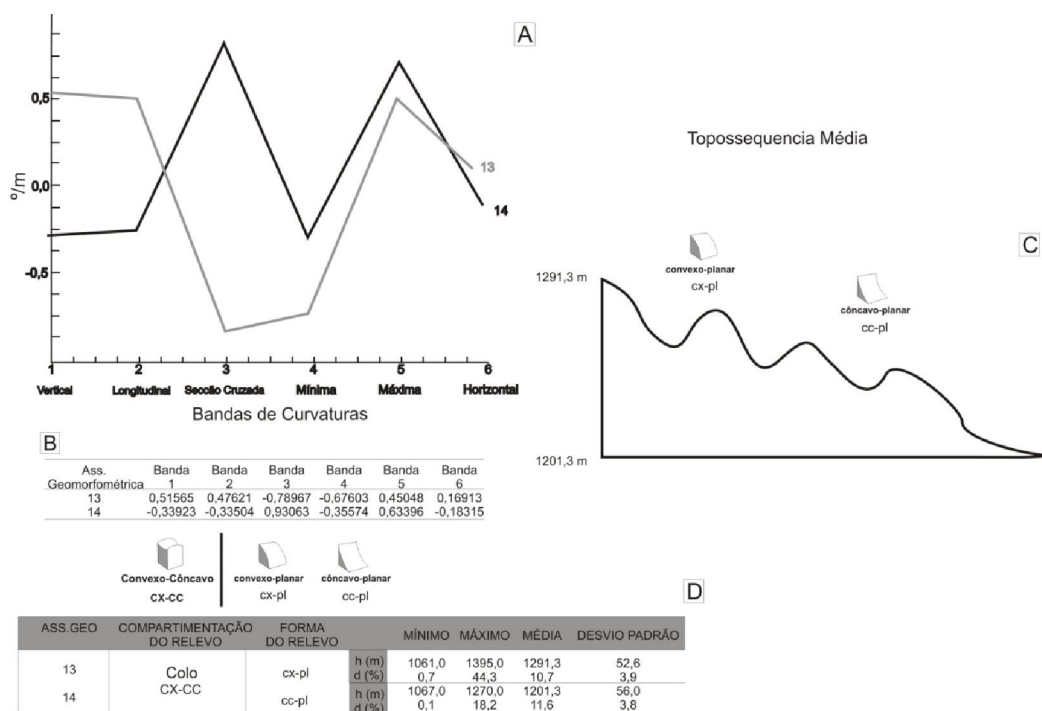 A
0,5
0,0
-0,5
º/m
13
14
1 2 3 4 5 6
Vertical Longitudinal Seccão Cruzada Mínima Máxima Horizontal
Bandas de Curvaturas
Topossequencia Média
C
1291,3 m
convexo-planar
cx-pl
côncavo-planar
cc-pl
1201,3 m
B
Ass. Geomorfométrica Banda 1 Banda 2 Banda 3 Banda 4 Banda 5 Banda 6
13 0,51565 0,47621 -0,78967 -0,67603 0,45048 0,16913
14 -0,33923 -0,33504 0,93063 -0,35574 0,63396 -0,18315
Convexo-Côncavo convexo-planar côncavo-planar
CX-CC cx-pl cc-pl
D
ASS.GEO COMPARTIMENTAÇÃO DO RELEVO FORMA DO RELEVO MÍNIMO MÁXIMO MÉDIA DESVIO PADRÃO
13 Colo CX-CC cx-pl h (m) 1061,0 1395,0 1291,3 52,6
d (%) 0,7 44,3 10,7 3,9
14 cc-pl h (m) 1067,0 1270,0 1201,3 56,0
d (%) 0,1 18,2 11,6 3,8